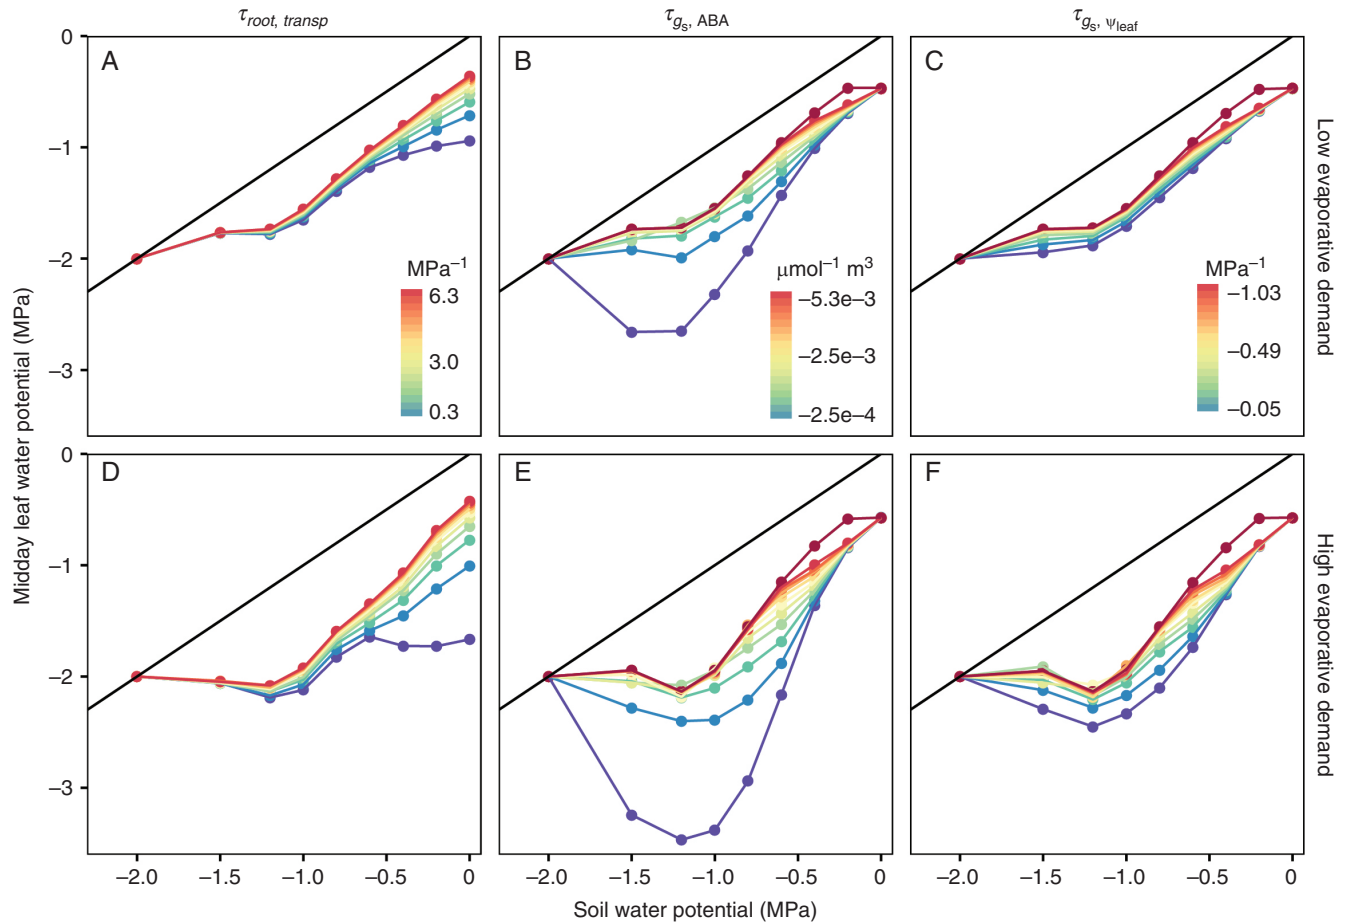 τroot, transp
τgs, ABA
τgs, ψleaf
A
B
C
0
−1
−2
−3
MPa−1
6.3
3.0
0.3
μmol−1 m3
−5.3e−3
−2.5e−3
−2.5e−4
MPa−1
−1.03
−0.49
−0.05
Low evaporative demand
Midday leaf water potential (MPa)
D
E
F
0
−1
−2
−3
High evaporative demand
−2.0 −1.5 −1.0 −0.5 0
−2.0 −1.5 −1.0 −0.5 0
−2.0 −1.5 −1.0 −0.5 0
Soil water potential (MPa)